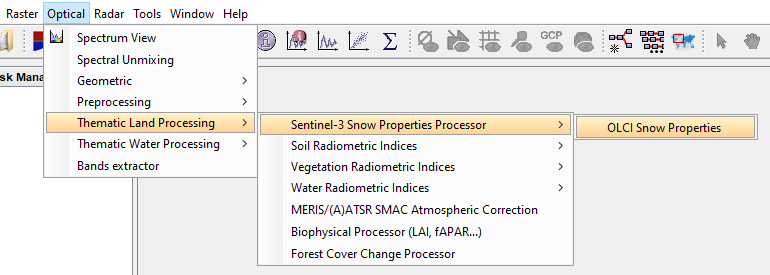 Raster Optical Radar Tools Window Help
GCP
sk Mana
Spectrum View
Spectral Unmixing
Geometric
Preprocessing
Thematic Land Processing
Thematic Water Processing
Bands extractor
Sentinel-3 Snow Properties Processor
Soil Radiometric Indices
Vegetation Radiometric Indices
Water Radiometric Indices
MERIS/(A)ATSR SMAC Atmospheric Correction
Biophysical Processor (LAI, fAPAR...)
Forest Cover Change Processor
OLCI Snow Properties